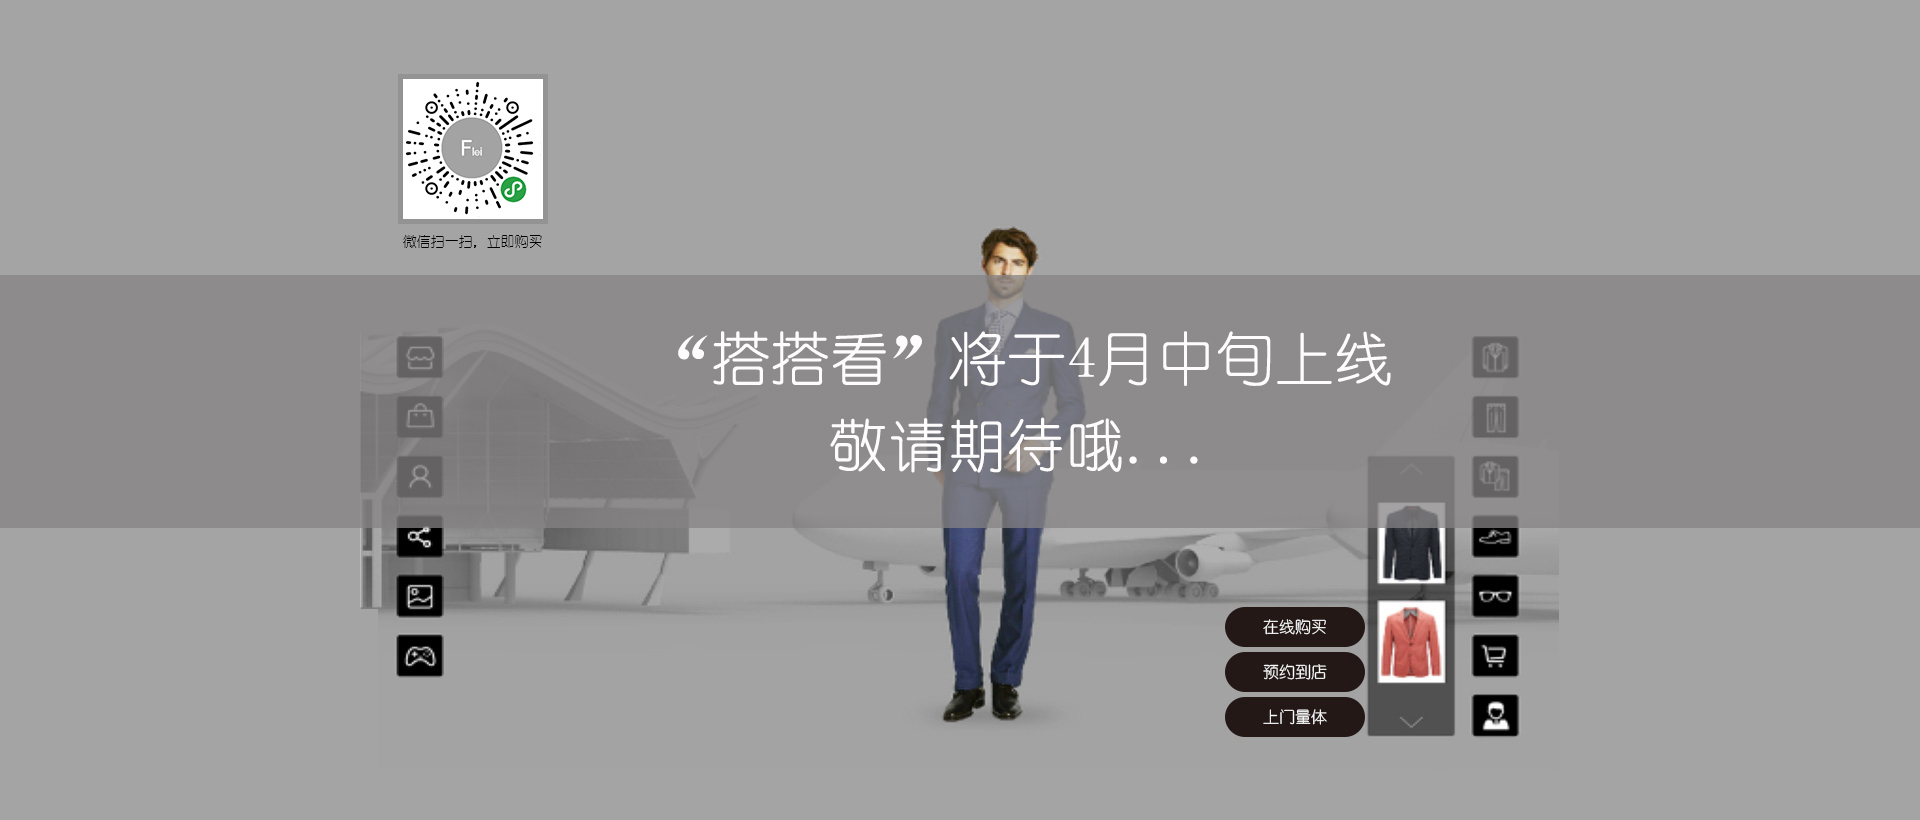 Flei
微信扫一扫，立即购买
“搭搭看”将于4月中旬上线
敬请期待哦...
在线购买
预约到店
上门量体